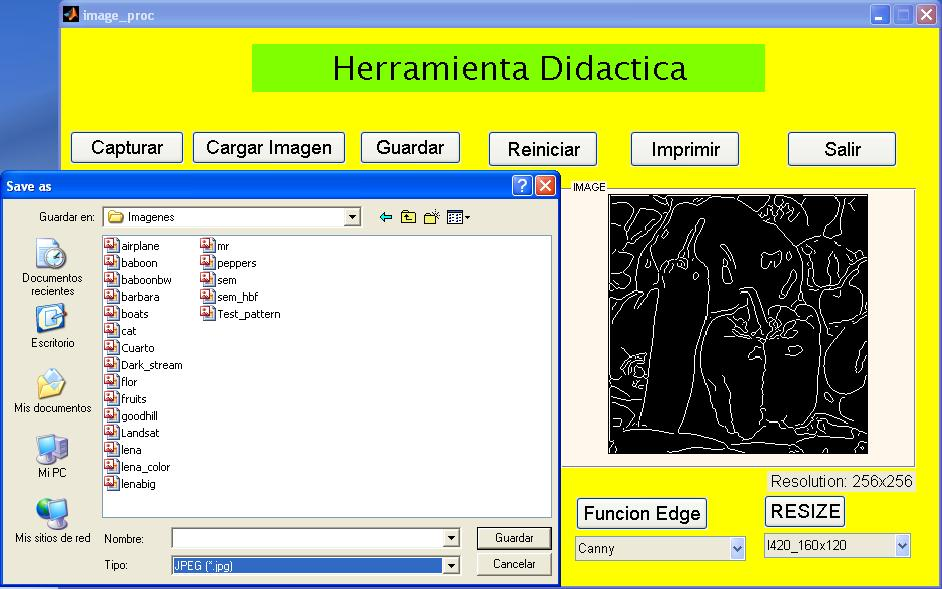 image_proc
Herramienta Didactica
Capturar
Cargar Imagen
Guardar
Reiniciar
Imprimir
Salir
Save as
Guardar en:
Imagenes
Documentos
recientes
Escritorio
Mis documentos
Mi PC
Mis sitios de red
airplane
baboon
baboonbw
barbara
boats
cat
Cuarto
Dark_stream
flor
fruits
goodhill
Landsat
lena
lena_color
lenabig
mr
peppers
sem
sem_hbf
Test_pattern
Nombre:
Guardar
Tipo:
JPEG (*.jpg)
Cancelar
IMAGE
Resolution: 256x256
Funcion Edge
RESIZE
Canny
I420_160x120